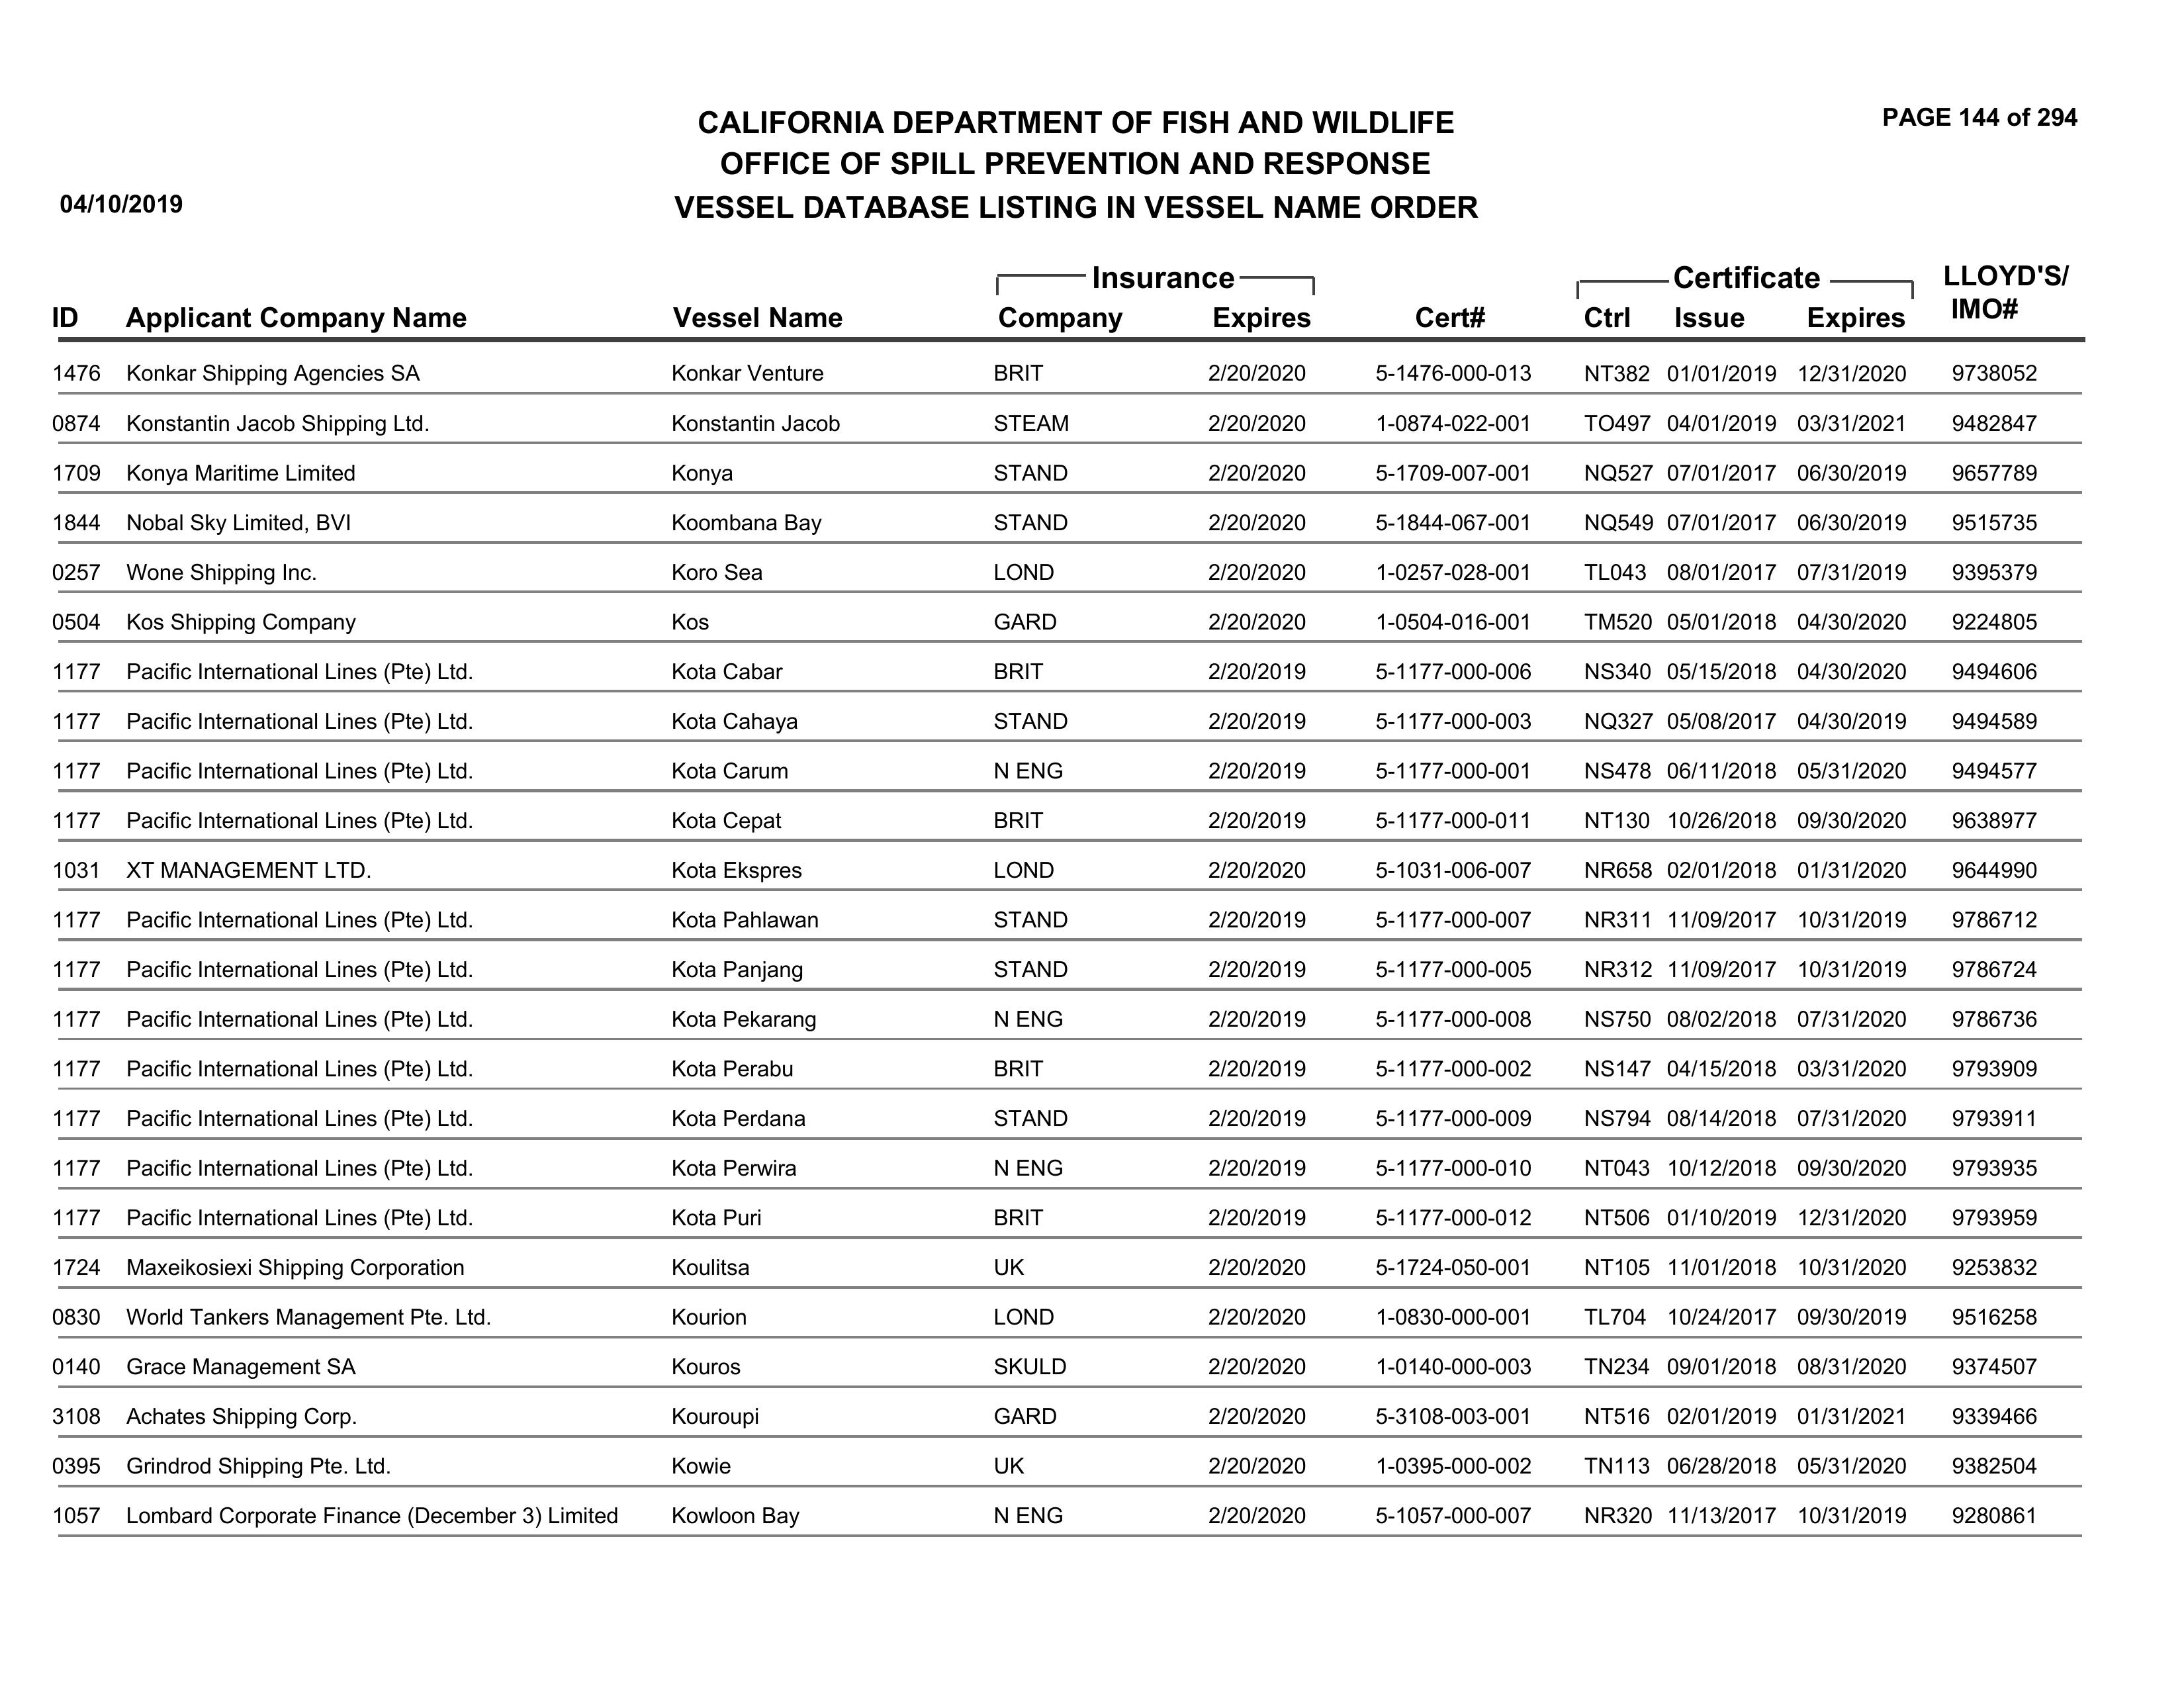 PAGE 144 of 294
CALIFORNIA DEPARTMENT OF FISH AND WILDLIFE
OFFICE OF SPILL PREVENTION AND RESPONSE
04/10/2019 VESSEL DATABASE LISTING IN VESSEL NAME ORDER
Insurance Certificate LLOYD'S/
ID Applicant Company Name Vessel Name Company Expires Cert# Ctrl Issue Expires IMO#
1476 Konkar Shipping Agencies SA Konkar Venture BRIT 2/20/2020 5-1476-000-013 NT382 01/01/2019 12/31/2020 9738052
0874 Konstantin Jacob Shipping Ltd. Konstantin Jacob STEAM 2/20/2020 1-0874-022-001 TO497 04/01/2019 03/31/2021 9482847
1709 Konya Maritime Limited Konya STAND 2/20/2020 5-1709-007-001 NQ527 07/01/2017 06/30/2019 9657789
1844 Nobal Sky Limited, BVI Koombana Bay STAND 2/20/2020 5-1844-067-001 NQ549 07/01/2017 06/30/2019 9515735
0257 Wone Shipping Inc. Koro Sea LOND 2/20/2020 1-0257-028-001 TL043 08/01/2017 07/31/2019 9395379
0504 Kos Shipping Company Kos GARD 2/20/2020 1-0504-016-001 TM520 05/01/2018 04/30/2020 9224805
1177 Pacific International Lines (Pte) Ltd. Kota Cabar BRIT 2/20/2019 5-1177-000-006 NS340 05/15/2018 04/30/2020 9494606
1177 Pacific International Lines (Pte) Ltd. Kota Cahaya STAND 2/20/2019 5-1177-000-003 NQ327 05/08/2017 04/30/2019 9494589
1177 Pacific International Lines (Pte) Ltd. Kota Carum N ENG 2/20/2019 5-1177-000-001 NS478 06/11/2018 05/31/2020 9494577
1177 Pacific International Lines (Pte) Ltd. Kota Cepat BRIT 2/20/2019 5-1177-000-011 NT130 10/26/2018 09/30/2020 9638977
1031 XT MANAGEMENT LTD. Kota Ekspres LOND 2/20/2020 5-1031-006-007 NR658 02/01/2018 01/31/2020 9644990
1177 Pacific International Lines (Pte) Ltd. Kota Pahlawan STAND 2/20/2019 5-1177-000-007 NR311 11/09/2017 10/31/2019 9786712
1177 Pacific International Lines (Pte) Ltd. Kota Panjang STAND 2/20/2019 5-1177-000-005 NR312 11/09/2017 10/31/2019 9786724
1177 Pacific International Lines (Pte) Ltd. Kota Pekarang N ENG 2/20/2019 5-1177-000-008 NS750 08/02/2018 07/31/2020 9786736
1177 Pacific International Lines (Pte) Ltd. Kota Perabu BRIT 2/20/2019 5-1177-000-002 NS147 04/15/2018 03/31/2020 9793909
1177 Pacific International Lines (Pte) Ltd. Kota Perdana STAND 2/20/2019 5-1177-000-009 NS794 08/14/2018 07/31/2020 9793911
1177 Pacific International Lines (Pte) Ltd. Kota Perwira N ENG 2/20/2019 5-1177-000-010 NT043 10/12/2018 09/30/2020 9793935
1177 Pacific International Lines (Pte) Ltd. Kota Puri BRIT 2/20/2019 5-1177-000-012 NT506 01/10/2019 12/31/2020 9793959
1724 Maxeikosiexi Shipping Corporation Koulitsa UK 2/20/2020 5-1724-050-001 NT105 11/01/2018 10/31/2020 9253832
0830 World Tankers Management Pte. Ltd. Kourion LOND 2/20/2020 1-0830-000-001 TL704 10/24/2017 09/30/2019 9516258
0140 Grace Management SA Kouros SKULD 2/20/2020 1-0140-000-003 TN234 09/01/2018 08/31/2020 9374507
3108 Achates Shipping Corp. Kouroupi GARD 2/20/2020 5-3108-003-001 NT516 02/01/2019 01/31/2021 9339466
0395 Grindrod Shipping Pte. Ltd. Kowie UK 2/20/2020 1-0395-000-002 TN113 06/28/2018 05/31/2020 9382504
1057 Lombard Corporate Finance (December 3) Limited Kowloon Bay N ENG 2/20/2020 5-1057-000-007 NR320 11/13/2017 10/31/2019 9280861